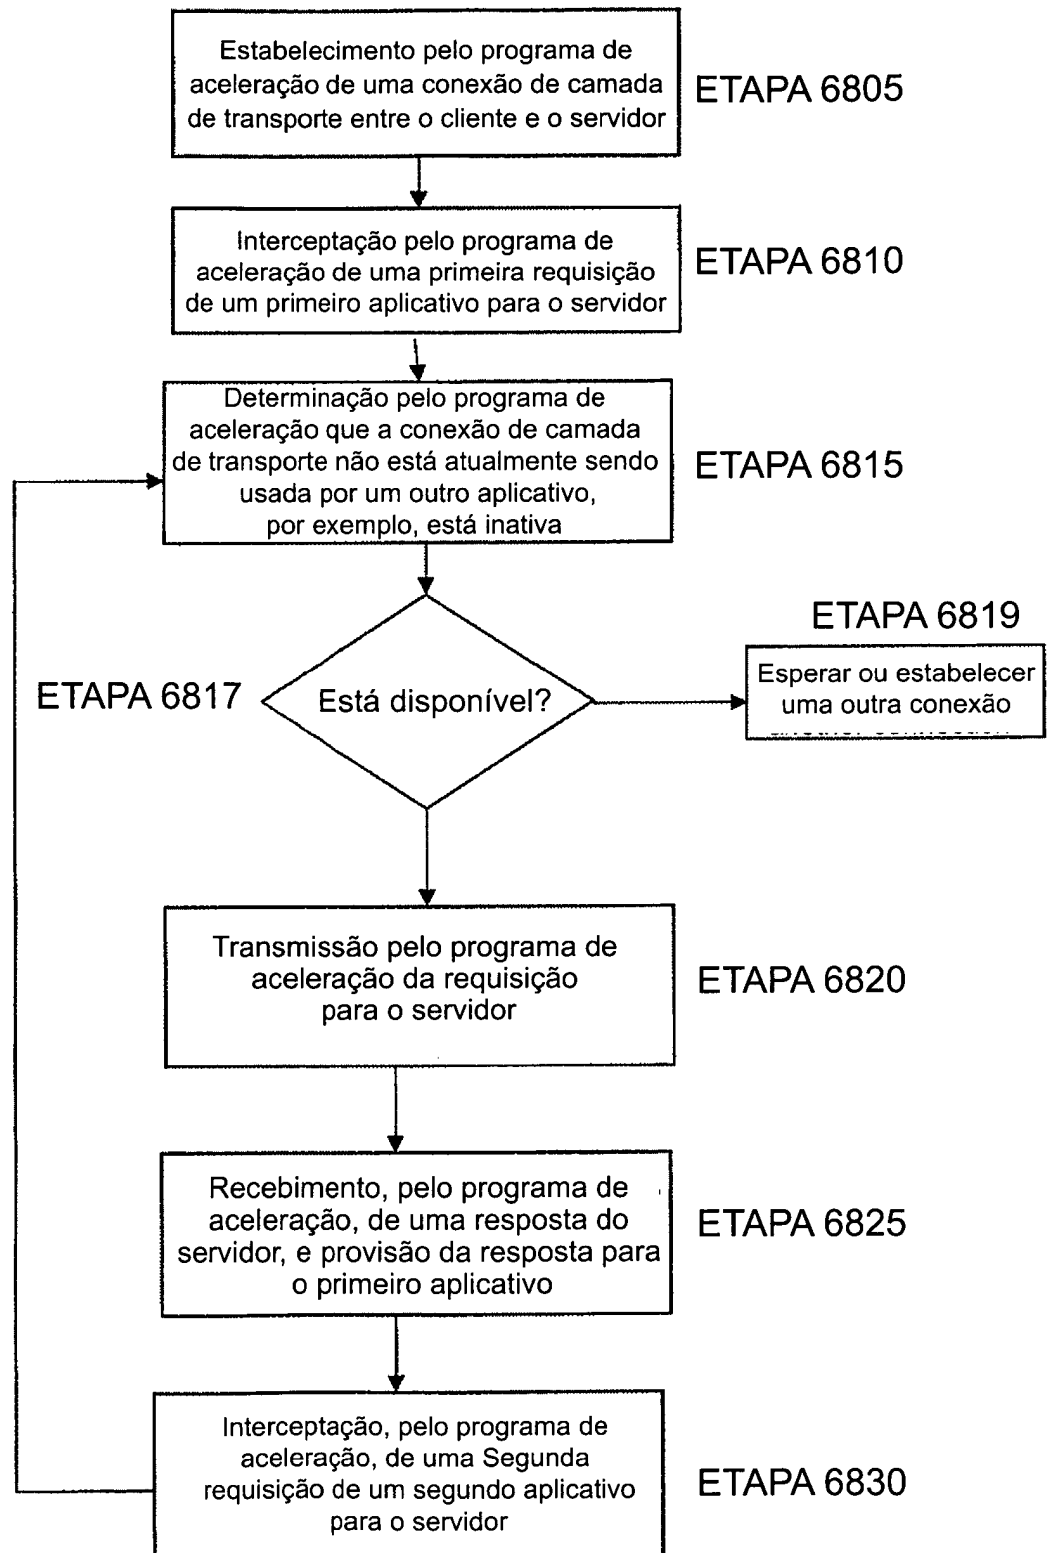 Estabelecimento pelo programa de
aceleração de uma conexão de camada
de transporte entre o cliente e o servidor
ETAPA 6805
Interceptação pelo programa de
aceleração de uma primeira requisição
de um primeiro aplicativo para o servidor
ETAPA 6810
Determinação pelo programa de
aceleração que a conexão de camada
de transporte não está atualmente sendo
usada por um outro aplicativo,
por exemplo, está inativa
ETAPA 6815
ETAPA 6817
Está disponível?
ETAPA 6819
Esperar ou estabelecer
uma outra conexão
Transmissão pelo programa de
aceleração da requisição
para o servidor
ETAPA 6820
Recebimento, pelo programa de
aceleração, de uma resposta do
servidor, e provisão da resposta para
o primeiro aplicativo
ETAPA 6825
Interceptação, pelo programa de
aceleração, de uma Segunda
requisição de um segundo aplicativo
para o servidor
ETAPA 6830